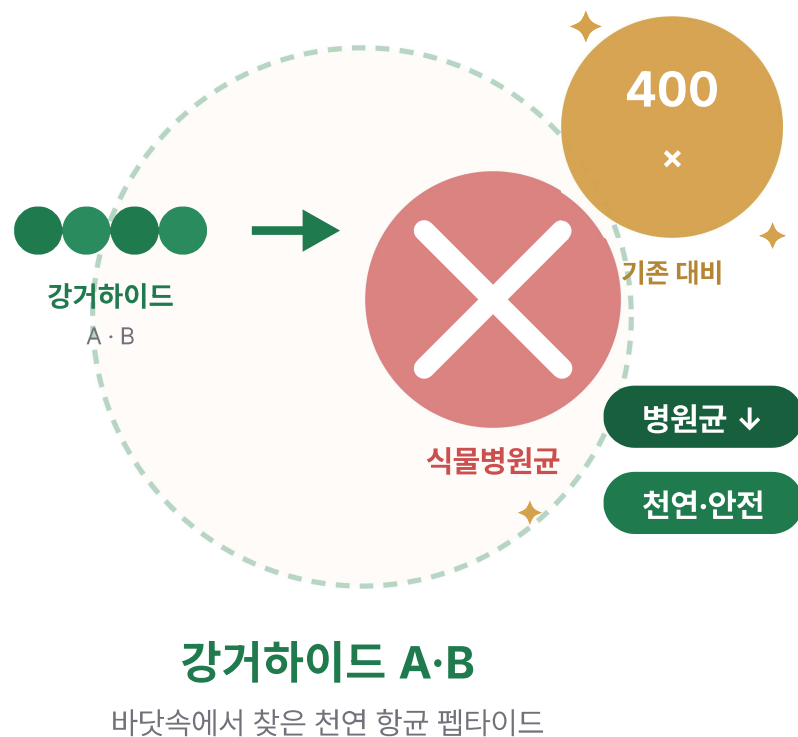 400
×
기존 대비
강거하이드
A · B
병원균 ↓
식물병원균
천연·안전
강거하이드 A·B
바닷속에서 찾은 천연 항균 펩타이드